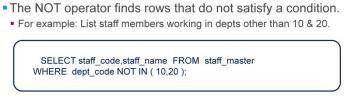 ▪ The NOT operator finds rows that do not satisfy a condition.
▪ For example: List staff members working in depts other than 10 & 20.
SELECT staff_code,staff_name FROM staff_master
WHERE dept_code NOT IN ( 10,20 );